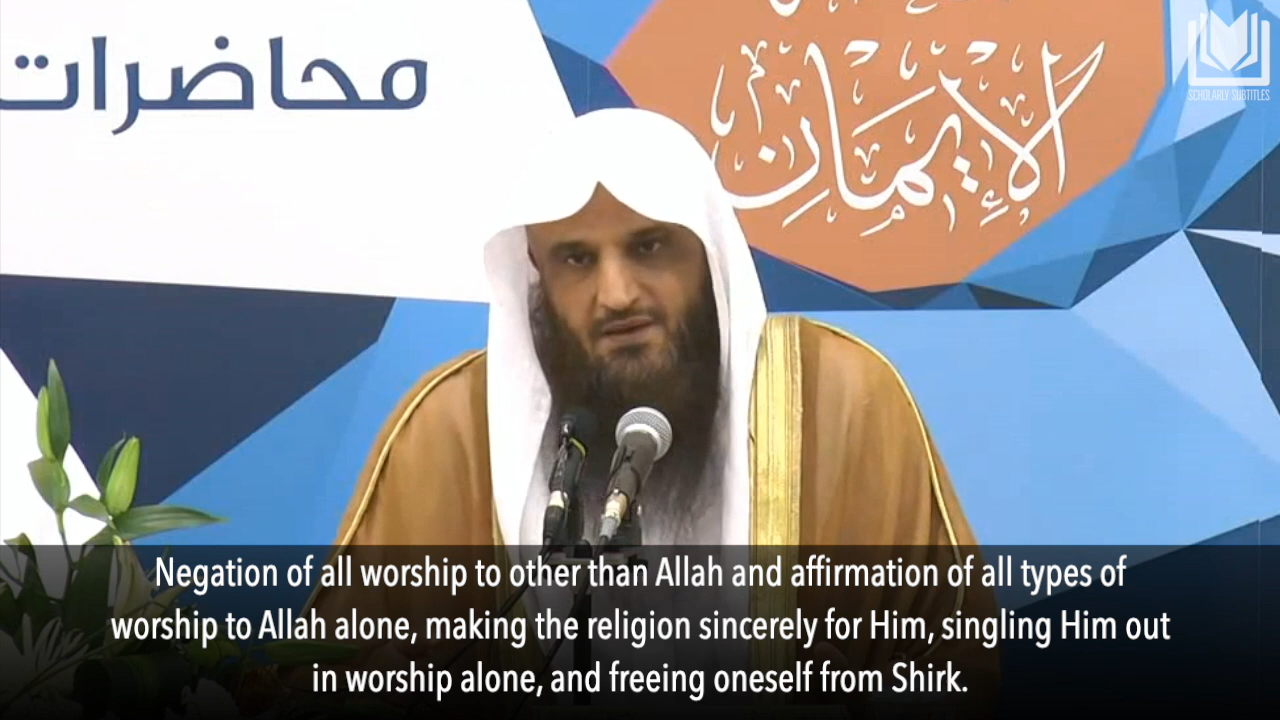 محاضرات
الإيمان
SCHOLARLY SUBTITLES
Negation of all worship to other than Allah and affirmation of all types of
worship to Allah alone, making the religion sincerely for Him, singling Him out
in worship alone, and freeing oneself from Shirk.